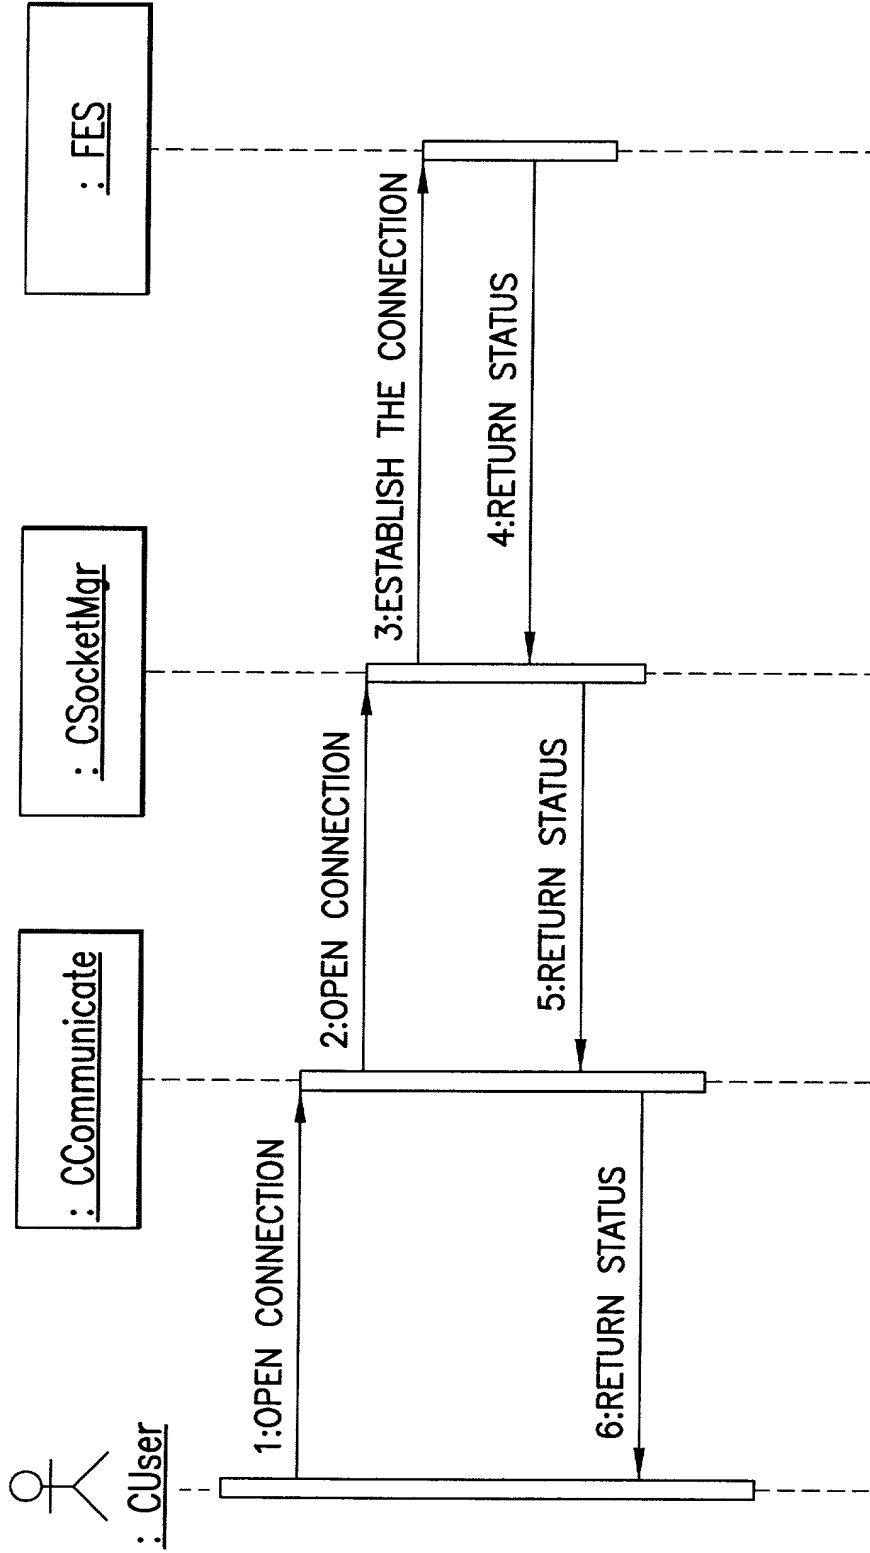 : CUser
: CCommunicate
: CSocketMgr
: FES
1:OPEN CONNECTION
2:OPEN CONNECTION
3:ESTABLISH THE CONNECTION
4:RETURN STATUS
5:RETURN STATUS
6:RETURN STATUS